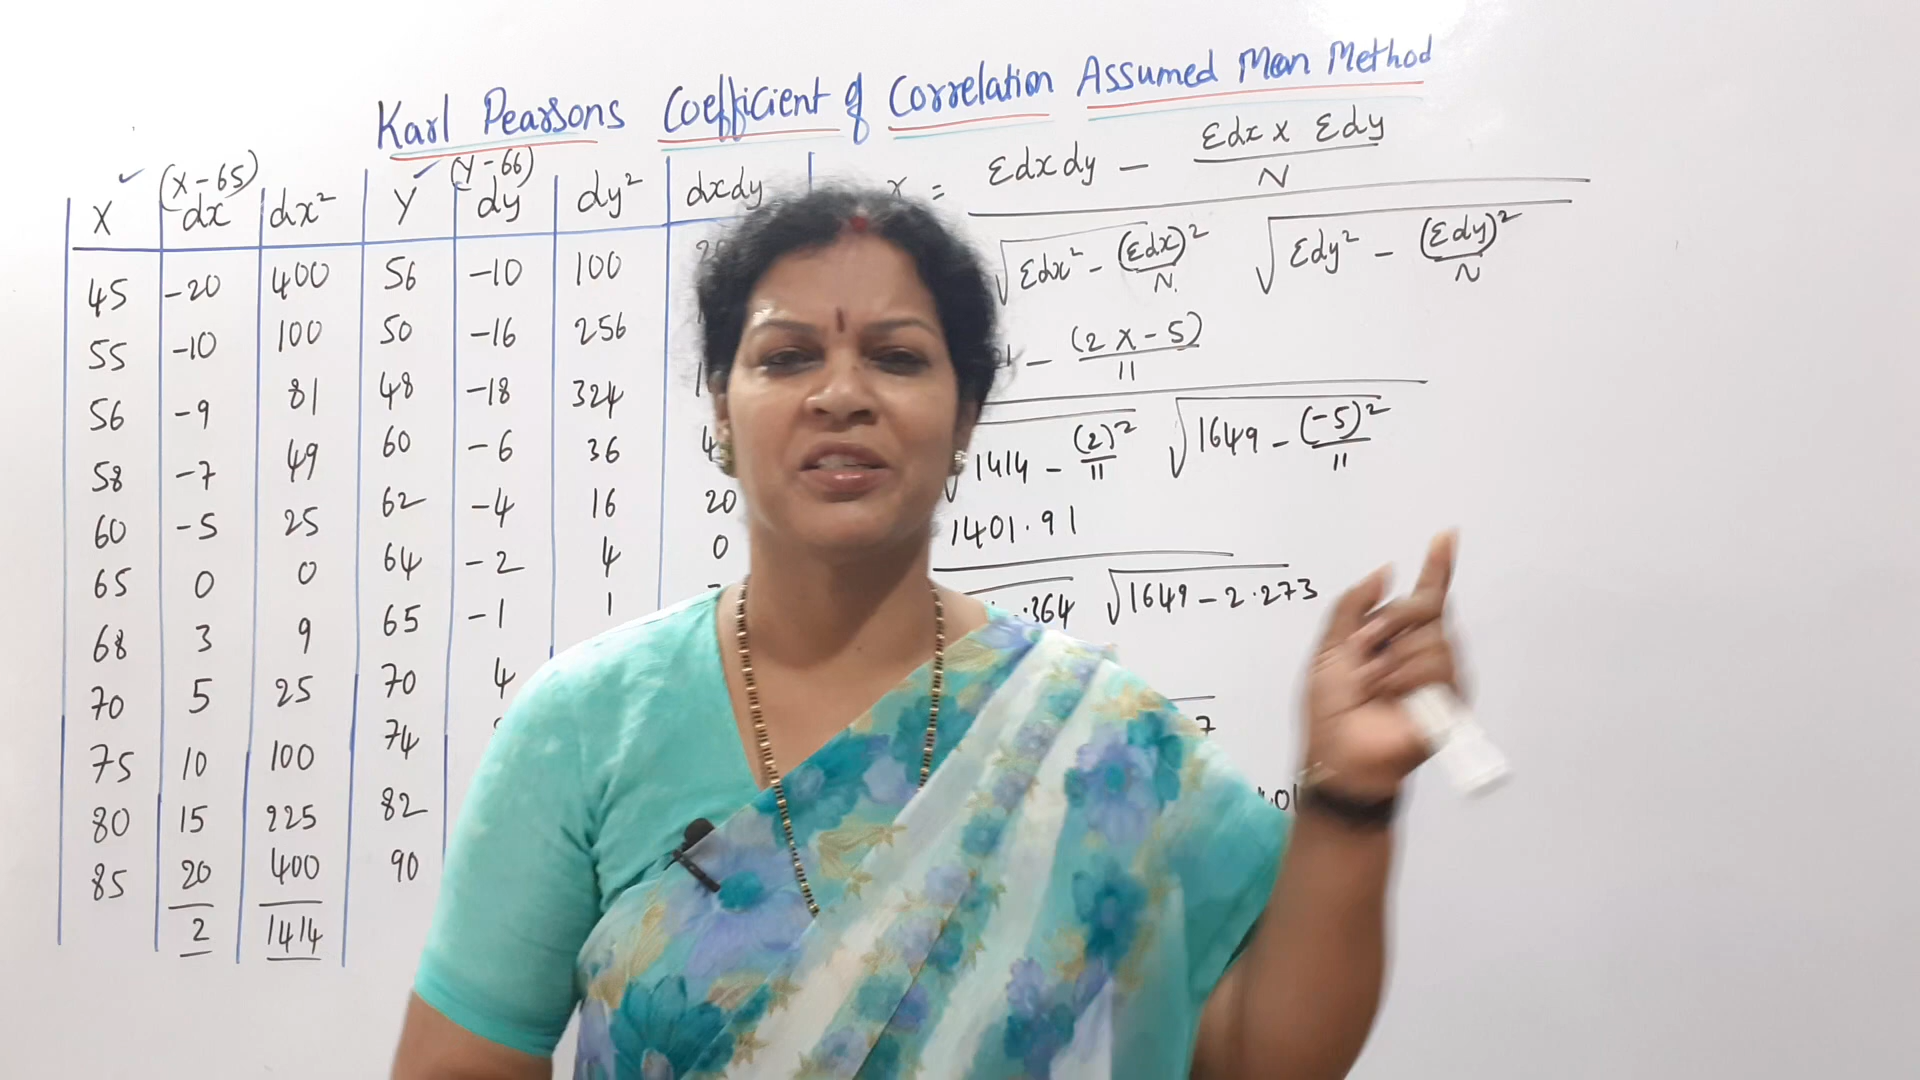 Karl Pearsons Coefficient of Correlation Assumed Mean Method
X (X-65) dx dx² Y (Y-66) dy dy² dxdy
45 -20 400 56 -10 100
55 -10 100 50 -16 256
56 -9 81 48 -18 324
58 -7 49 60 -6 36
60 -5 25 62 -4 16 20
65 0 0 64 -2 4 0
68 3 9 65 -1 1
70 5 25 70 4
75 10 100 74
80 15 225 82
85 20 400 90
2 1414
= Σdxdy - Σdx x Σdy / N
√Σdx² - (Σdx)² / N √Σdy² - (Σdy)² / N
- (2 x -5) / 11
√1414 - (2)² / 11 √1649 - (-5)² / 11
1401.91
.364 √1649 - 2.273